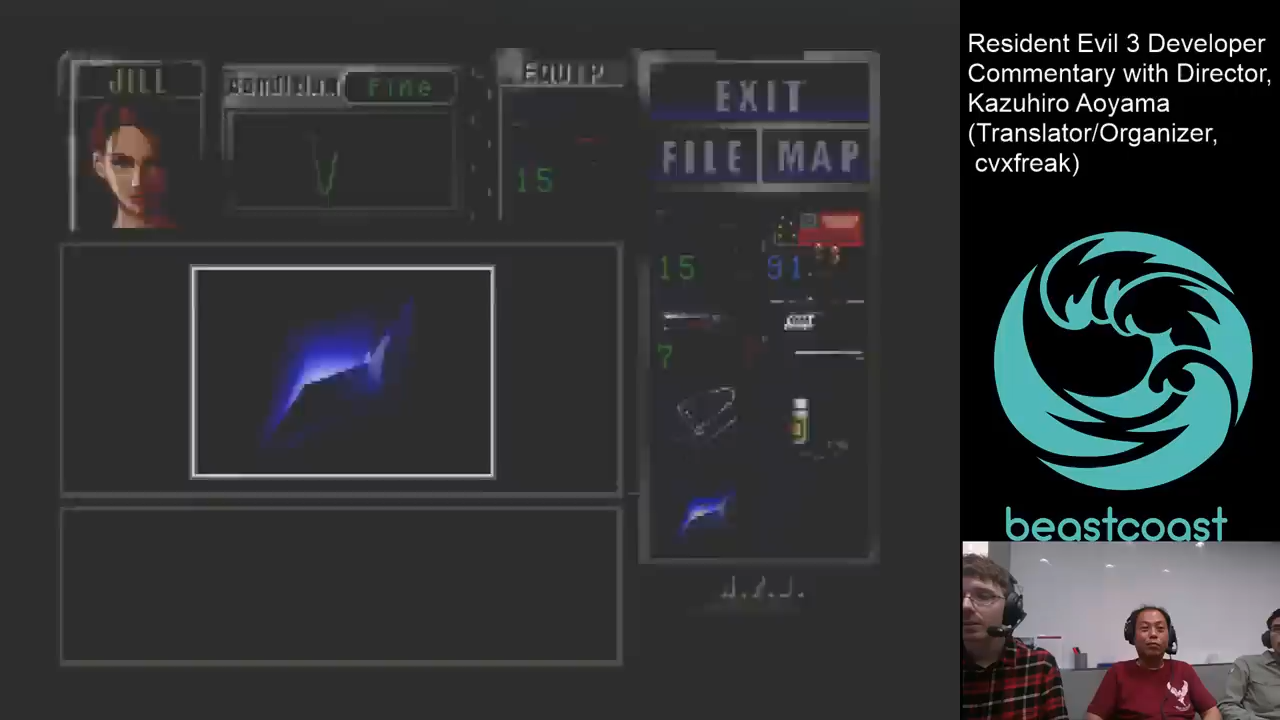 Resident Evil 3 Developer
Commentary with Director,
Kazuhiro Aoyama
(Translator/Organizer,
cvxfreak)
JILL
Condition
Fine
EQUIP
15
EXIT
FILE
MAP
15
91
7
beastcoast